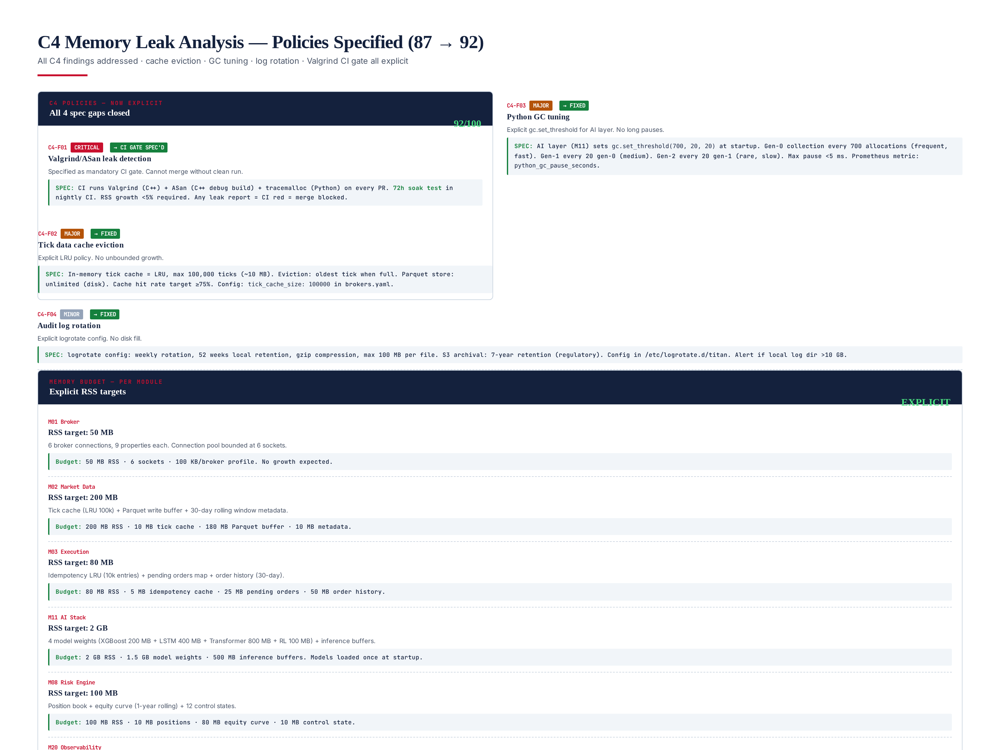 C4 Memory Leak Analysis — Policies Specified (87 → 92)
All C4 findings addressed · cache eviction · GC tuning · log rotation · Valgrind CI gate all explicit
C4 POLICIES — NOW EXPLICIT
All 4 spec gaps closed
92/100
C4-F01 CRITICAL → CI GATE SPEC'D
Valgrind/ASan leak detection
Specified as mandatory CI gate. Cannot merge without clean run.
SPEC: CI runs Valgrind (C++) + ASan (C++ debug build) + tracemalloc (Python) on every PR. 72h soak test in
nightly CI. RSS growth <5% required. Any leak report = CI red = merge blocked.
C4-F02 MAJOR → FIXED
Tick data cache eviction
Explicit LRU policy. No unbounded growth.
SPEC: In-memory tick cache = LRU, max 100,000 ticks (~10 MB). Eviction: oldest tick when full. Parquet store:
unlimited (disk). Cache hit rate target ≥75%. Config: tick_cache_size: 100000 in brokers.yaml.
C4-F03 MAJOR → FIXED
Python GC tuning
Explicit gc.set_threshold for AI layer. No long pauses.
SPEC: AI layer (M11) sets gc.set_threshold(700, 20, 20) at startup. Gen-0 collection every 700 allocations (frequent,
fast). Gen-1 every 20 gen-0 (medium). Gen-2 every 20 gen-1 (rare, slow). Max pause <5 ms. Prometheus metric:
python_gc_pause_seconds.
C4-F04 MINOR → FIXED
Audit log rotation
Explicit logrotate config. No disk fill.
SPEC: logrotate config: weekly rotation, 52 weeks local retention, gzip compression, max 100 MB per file. S3 archival: 7-year retention (regulatory). Config in /etc/logrotate.d/titan. Alert if local log dir >10 GB.
MEMORY BUDGET — PER MODULE
Explicit RSS targets
EXPLICIT
M01 Broker
RSS target: 50 MB
6 broker connections, 9 properties each. Connection pool bounded at 6 sockets.
Budget: 50 MB RSS · 6 sockets · 100 KB/broker profile. No growth expected.
M02 Market Data
RSS target: 200 MB
Tick cache (LRU 100k) + Parquet write buffer + 30-day rolling window metadata.
Budget: 200 MB RSS · 10 MB tick cache · 180 MB Parquet buffer · 10 MB metadata.
M03 Execution
RSS target: 80 MB
Idempotency LRU (10k entries) + pending orders map + order history (30-day).
Budget: 80 MB RSS · 5 MB idempotency cache · 25 MB pending orders · 50 MB order history.
M11 AI Stack
RSS target: 2 GB
4 model weights (XGBoost 200 MB + LSTM 400 MB + Transformer 800 MB + RL 100 MB) + inference buffers.
Budget: 2 GB RSS · 1.5 GB model weights · 500 MB inference buffers. Models loaded once at startup.
M08 Risk Engine
RSS target: 100 MB
Position book + equity curve (1-year rolling) + 12 control states.
Budget: 100 MB RSS · 10 MB positions · 80 MB equity curve · 10 MB control state.
M20 Observability